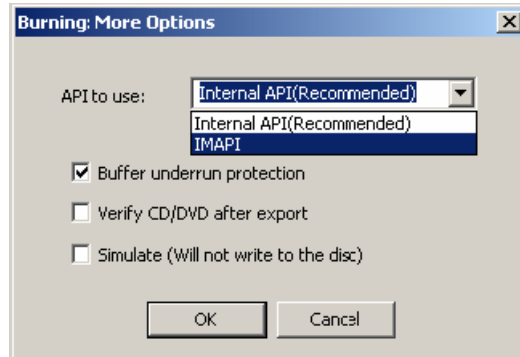 Burning: More Options
API to use:
Internal API(Recommended)
Internal API(Recommended)
IMAPI
Buffer underrun protection
Verify CD/DVD after export
Simulate (Will not write to the disc)
OK
Cancel